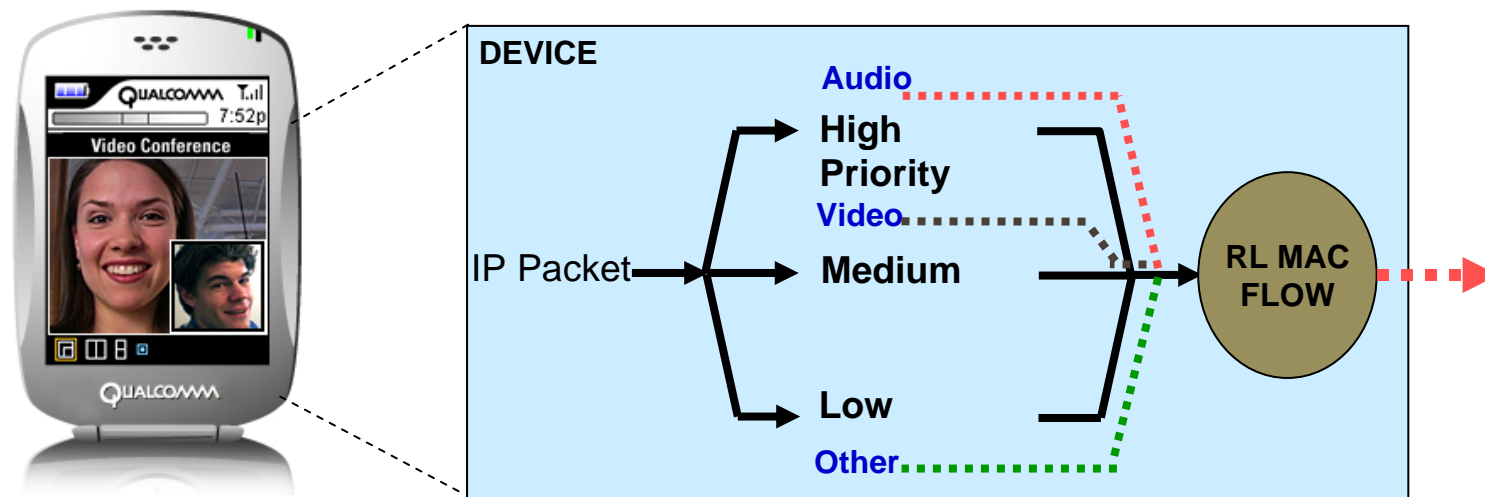 QUALCOMM
7:52p
Video Conference
QUALCOMM
DEVICE
Audio
High
Priority
Video
IP Packet
Medium
Low
Other
RL MAC
FLOW